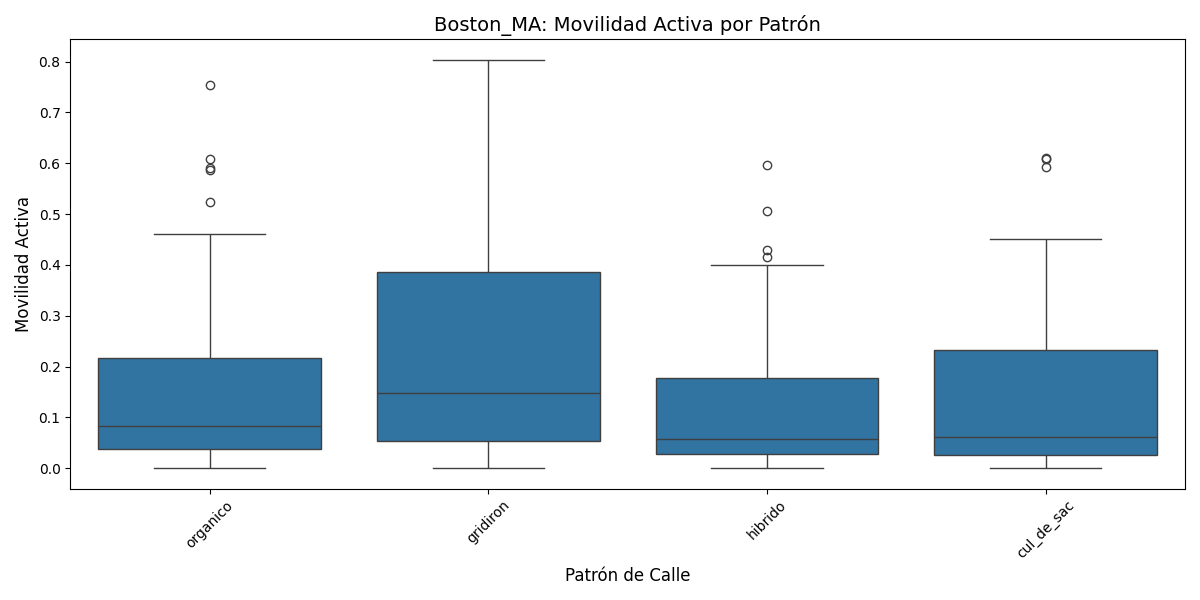 Boston_MA: Movilidad Activa por Patrón
Movilidad Activa
0.8
0.7
0.6
0.5
0.4
0.3
0.2
0.1
0.0
organico
gridiron
hibrido
cul_de_sac
Patrón de Calle